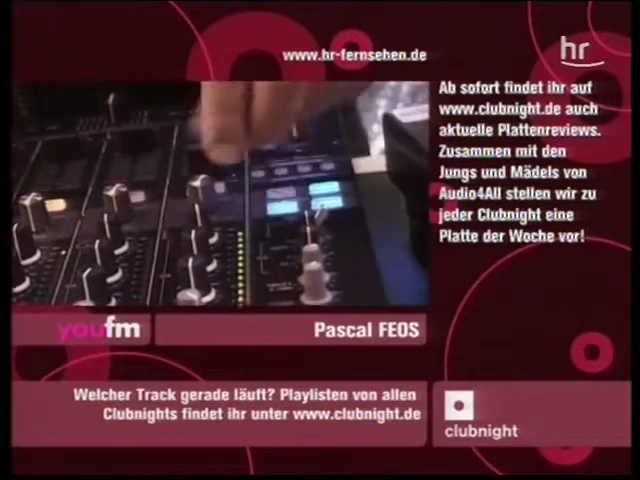 hr
www.hr-fernsehen.de
Ab sofort findet ihr auf
www.clubnight.de auch
aktuelle Plattenreviews.
Zusammen mit den
Jungs und Mädels von
Audio4All stellen wir zu
jeder Clubnight eine
Platte der Woche vor!
youfm
Pascal FEOS
Welcher Track gerade läuft? Playlisten von allen
Clubnights findet ihr unter www.clubnight.de
clubnight